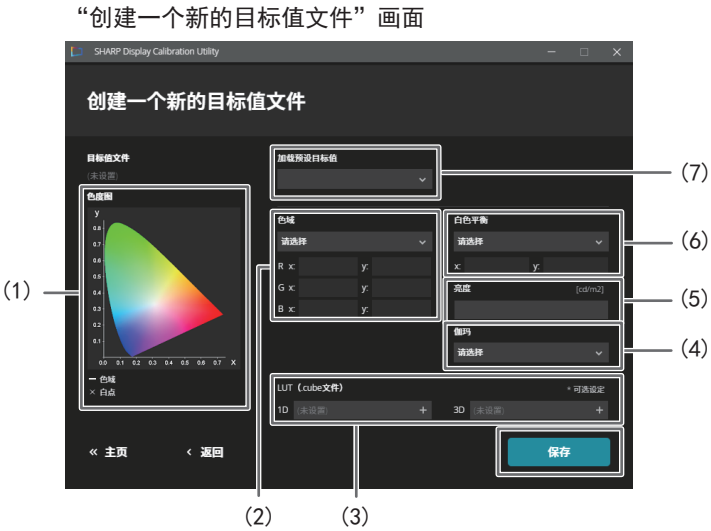 “创建一个新的目标值文件”画面
SHARP Display Calibration Utility
创建一个新的目标值文件
目标值文件
(未设置)
加载预设目标值
(7)
色度图
y
0.8
0.7
0.6
0.5
0.4
0.3
0.2
0.1
0.0 0.1 0.2 0.3 0.4 0.5 0.6 0.7 X
色域
× 白点
(1)
色域
请选择
R x: y:
G x: y:
B x: y:
白色平衡
请选择
x: y:
(6)
亮度 [cd/m2]
(5)
伽玛
请选择
(4)
LUT（.cube文件） * 可选设定
1D (未设置) + 3D (未设置) +
« 主页 ‹ 返回 保存
(2) (3)